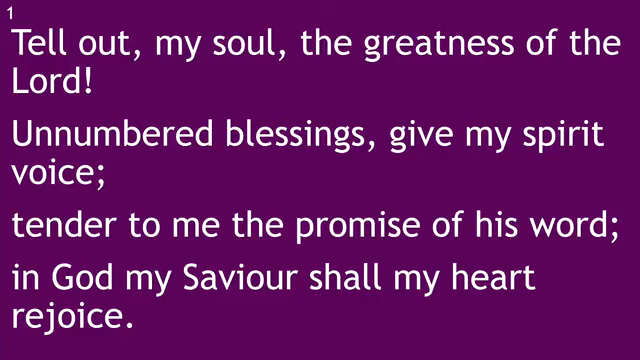 1
Tell out, my soul, the greatness of the
Lord!
Unnumbered blessings, give my spirit
voice;
tender to me the promise of his word;
in God my Saviour shall my heart
rejoice.